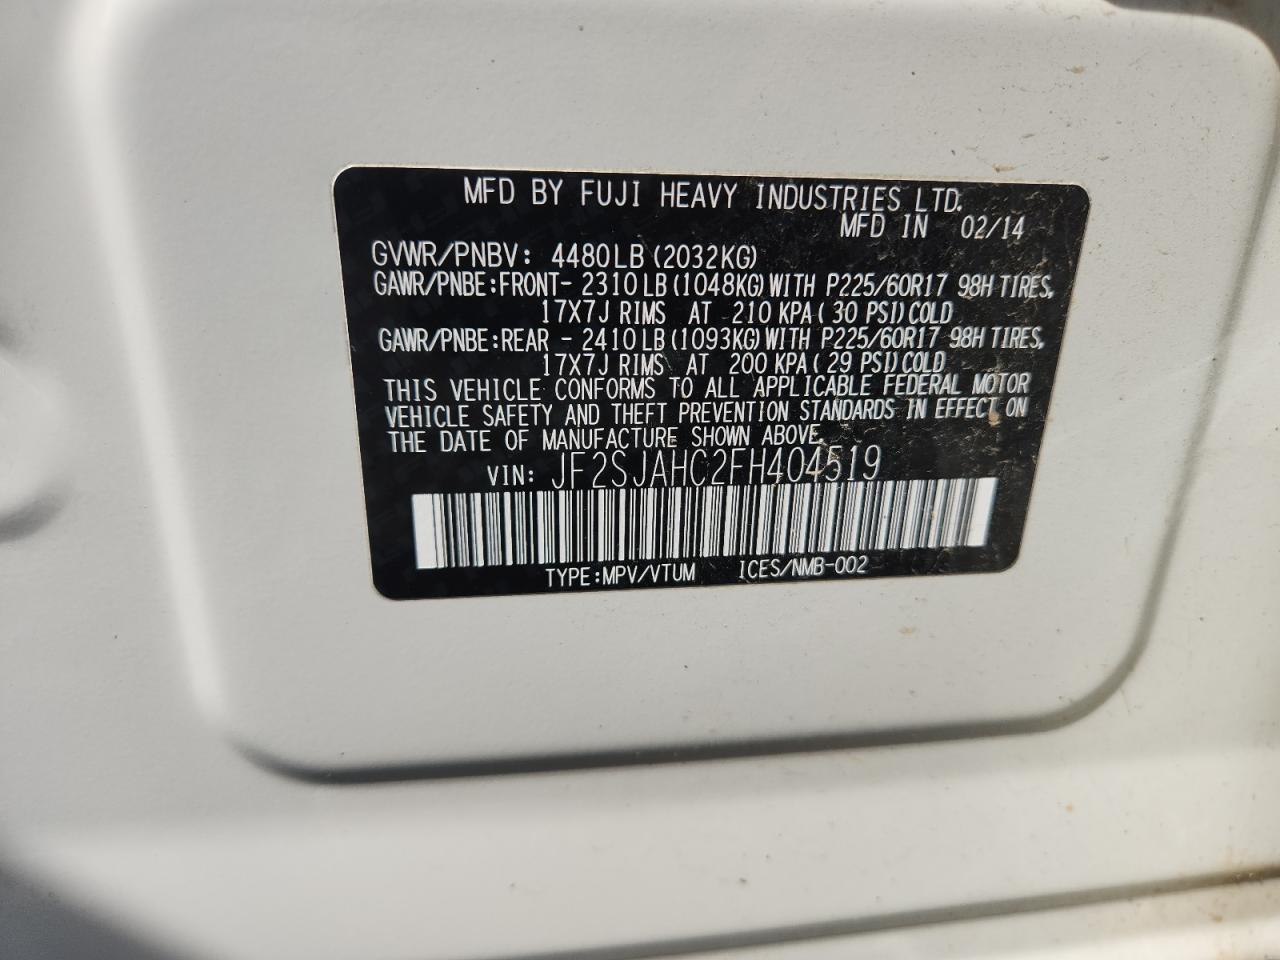 MFD BY FUJI HEAVY INDUSTRIES LTD.
MFD IN 02/14
GVWR/PNBV: 4480LB(2032KG)
GAWR/PNBE:FRONT- 2310LB(1048KG)WITH P225/60R17 98H TIRES,
17X7J RIMS AT 210 KPA( 30 PSI)COLD
GAWR/PNBE:REAR - 2410LB(1093KG)WITH P225/60R17 98H TIRES,
17X7J RIMS AT 200 KPA( 29 PSI)COLD
THIS VEHICLE CONFORMS TO ALL APPLICABLE FEDERAL MOTOR
VEHICLE SAFETY AND THEFT PREVENTION STANDARDS IN EFFECT ON
THE DATE OF MANUFACTURE SHOWN ABOVE.
VIN: JF2SJAHC2FH404519
TYPE:MPV/VTUM ICES/NMB-002